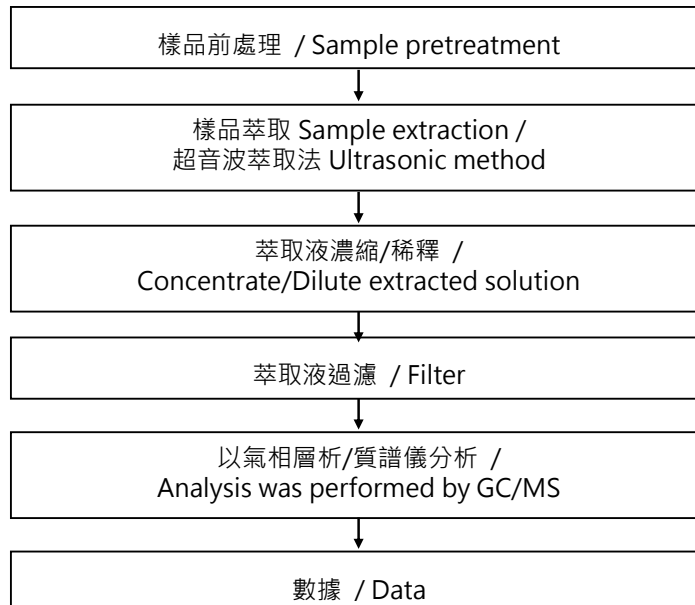 樣品前處理 / Sample pretreatment
樣品萃取 Sample extraction /
超音波萃取法 Ultrasonic method
萃取液濃縮/稀釋 /
Concentrate/Dilute extracted solution
萃取液過濾 / Filter
以氣相層析/質譜儀分析 /
Analysis was performed by GC/MS
數據 / Data